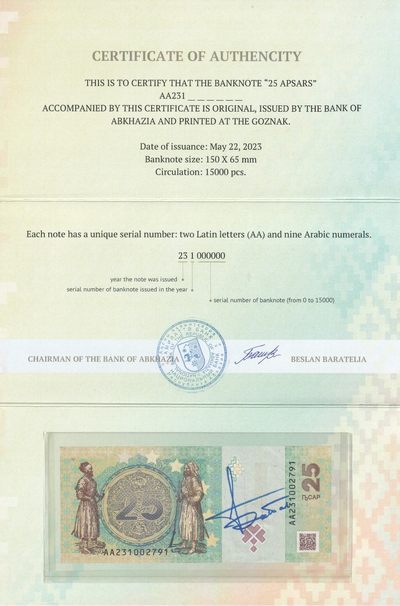 CERTIFICATE OF AUTHENCITY
THIS IS TO CERTIFY THAT THE BANKNOTE “25 APSARS”
AA231 _ _ _ _ _ _
ACCOMPANIED BY THIS CERTIFICATE IS ORIGINAL, ISSUED BY THE BANK OF
ABKHAZIA AND PRINTED AT THE GOZNAK.
Date of issuance: May 22, 2023
Banknote size: 150 X 65 mm
Circulation: 15000 pcs.
Each note has a unique serial number: two Latin letters (AA) and nine Arabic numerals.
23 1 000000
year the note was issued
serial number of banknote issued in the year
serial number of banknote (from 0 to 15000)
CHAIRMAN OF THE BANK OF ABKHAZIA
BESLAN BARATELIA
25
AA231002791
AA231002791
25